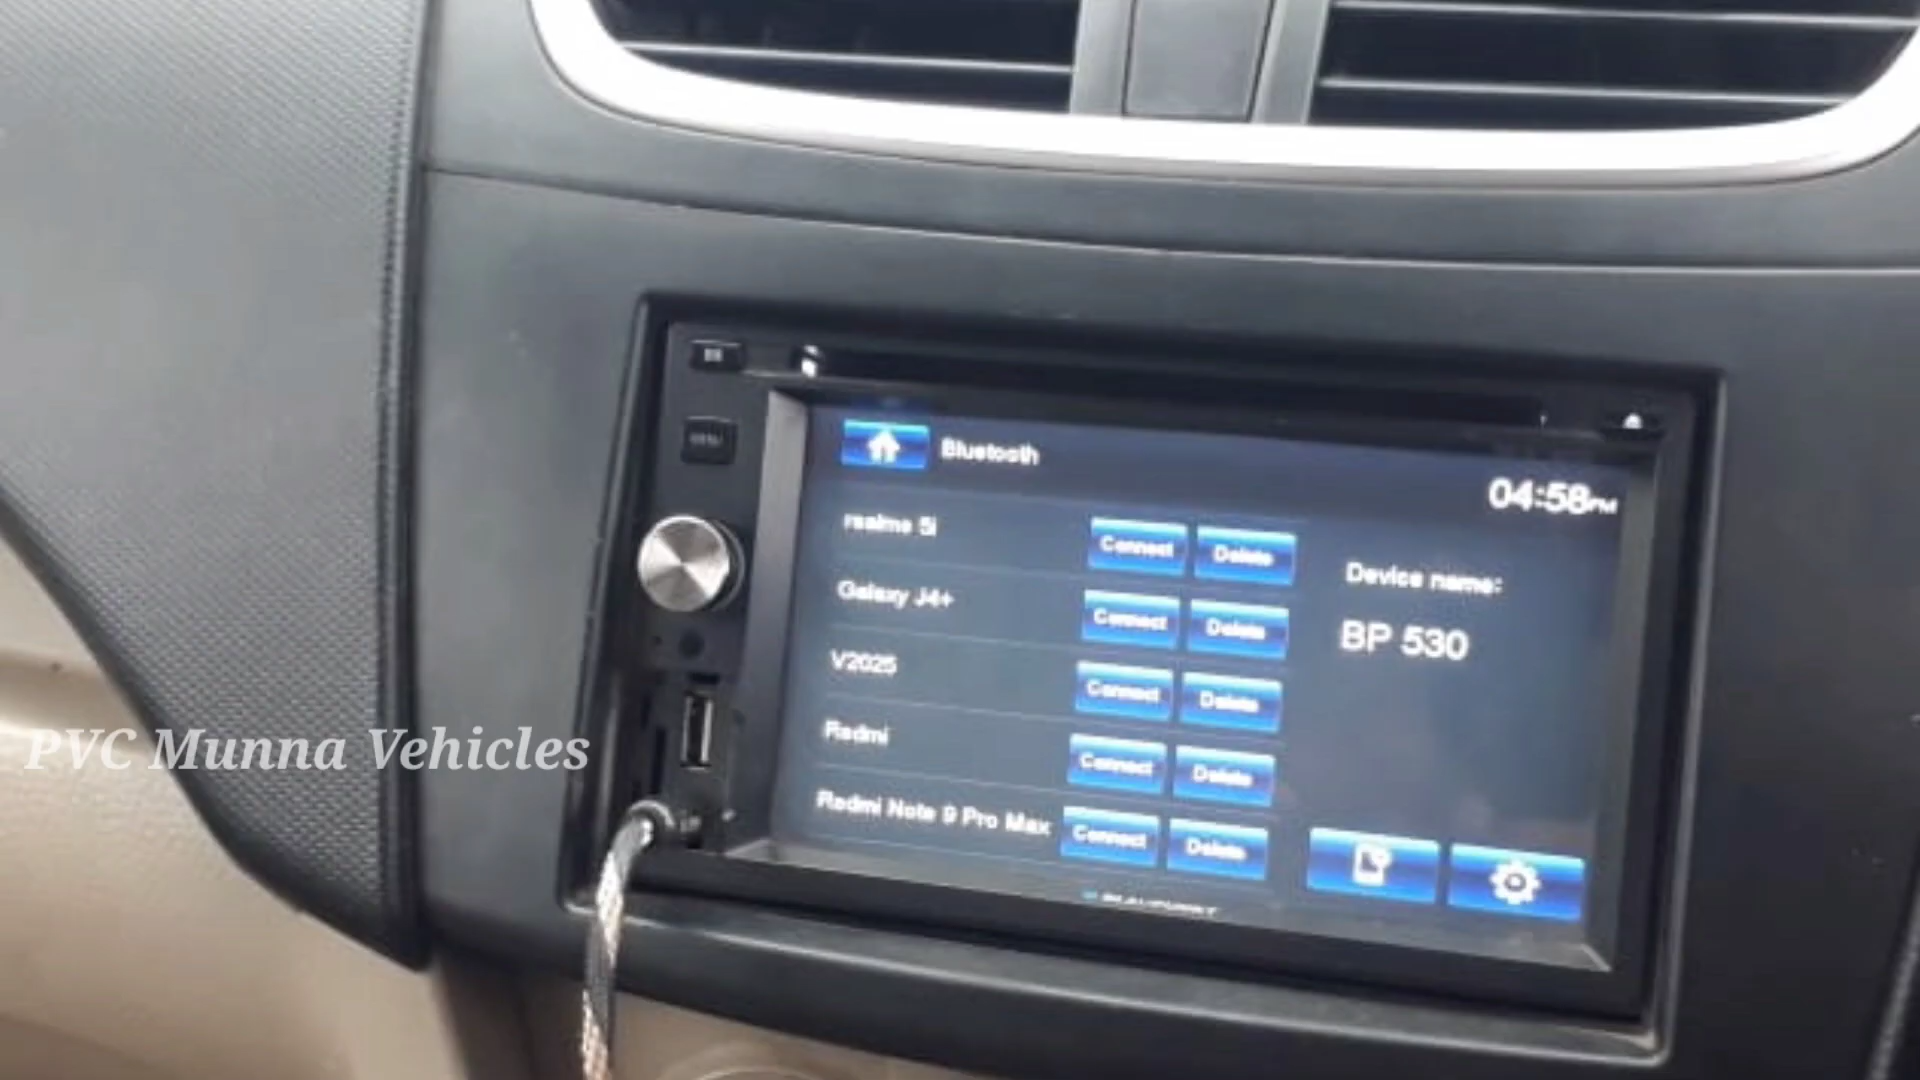 Bluetooth
04:58PM
realme 5i
Connect
Delete
Device name:
Galaxy J4+
Connect
Delete
BP 530
V2025
Connect
Delete
Redmi
Connect
Delete
Redmi Note 9 Pro Max
Connect
Delete
BLAUPUNKT
PVC Munna Vehicles